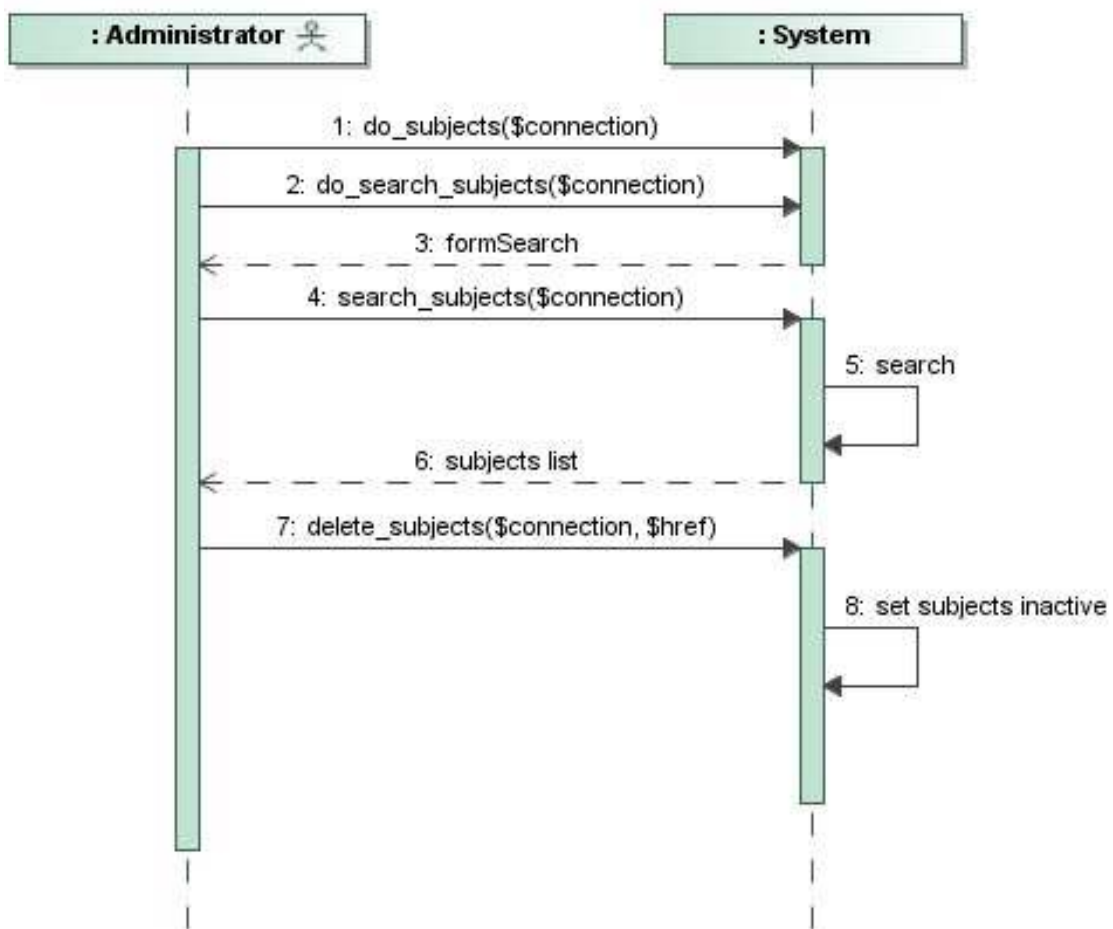 : Administrator
: System
1: do_subjects($connection)
2: do_search_subjects($connection)
3: formSearch
4: search_subjects($connection)
5: search
6: subjects list
7: delete_subjects($connection, $href)
8: set subjects inactive